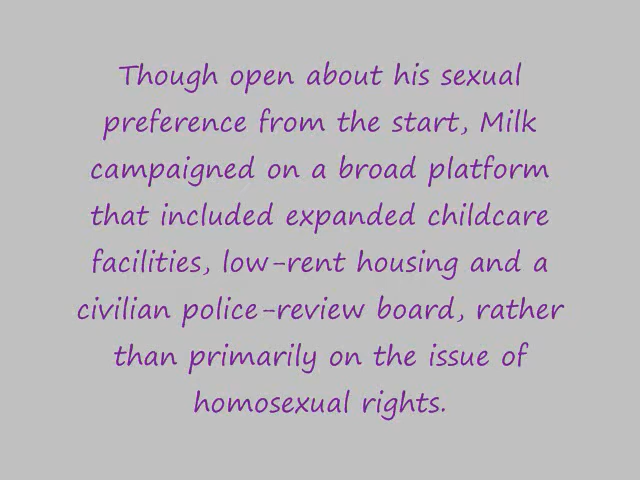 Though open about his sexual
preference from the start, Milk
campaigned on a broad platform
that included expanded childcare
facilities, low-rent housing and a
civilian police-review board, rather
than primarily on the issue of
homosexual rights.